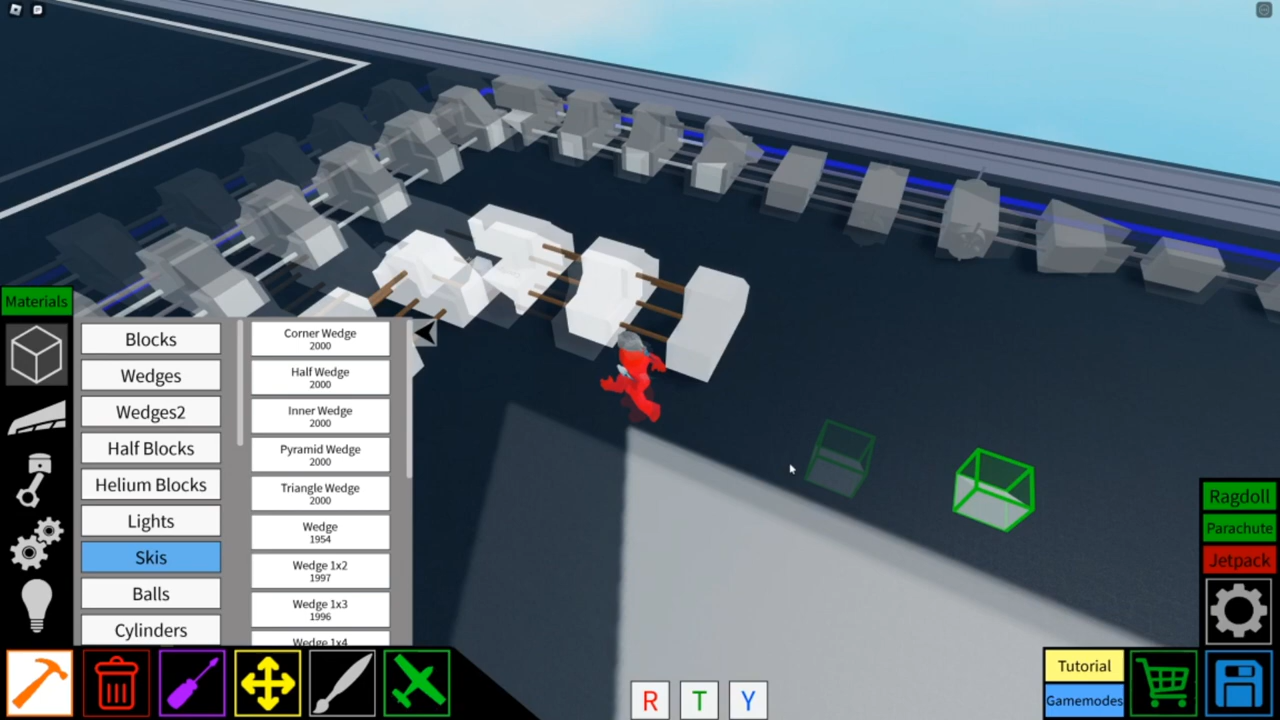 Materials
Blocks
Wedges
Wedges2
Half Blocks
Helium Blocks
Lights
Skis
Balls
Cylinders
Corner Wedge
2000
Half Wedge
2000
Inner Wedge
2000
Pyramid Wedge
2000
Triangle Wedge
2000
Wedge
1954
Wedge 1x2
1997
Wedge 1x3
1996
Wedge 1x4
Ragdoll
Parachute
Jetpack
Tutorial
Gamemodes
R T Y